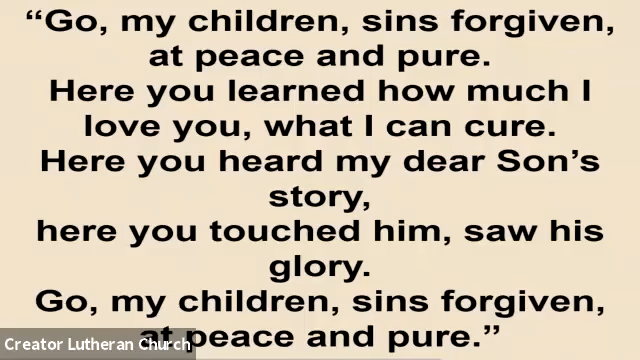 “Go, my children, sins forgiven,
at peace and pure.
Here you learned how much I
love you, what I can cure.
Here you heard my dear Son’s
story,
here you touched him, saw his
glory.
Go, my children, sins forgiven,
at peace and pure.”
Creator Lutheran Church